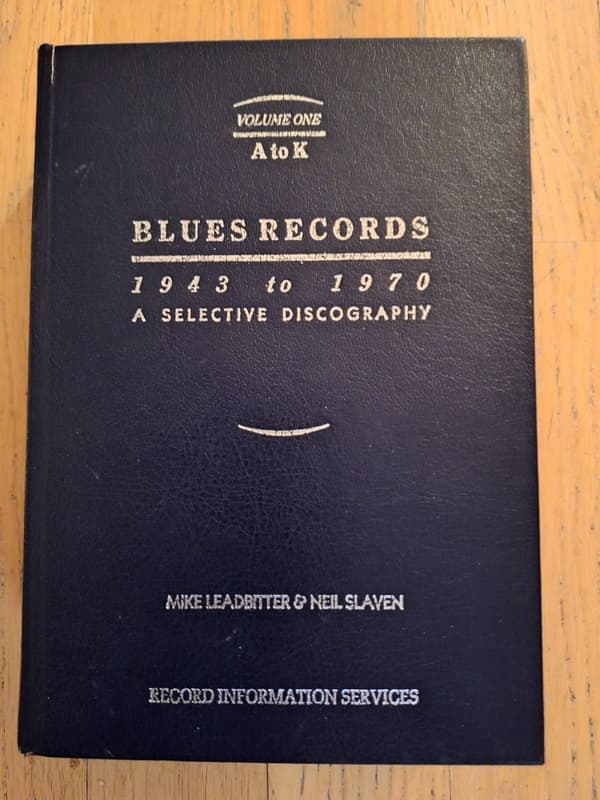 VOLUME ONE
A to K
BLUES RECORDS
1943 to 1970
A SELECTIVE DISCOGRAPHY
MIKE LEADBITTER & NEIL SLAVEN
RECORD INFORMATION SERVICES